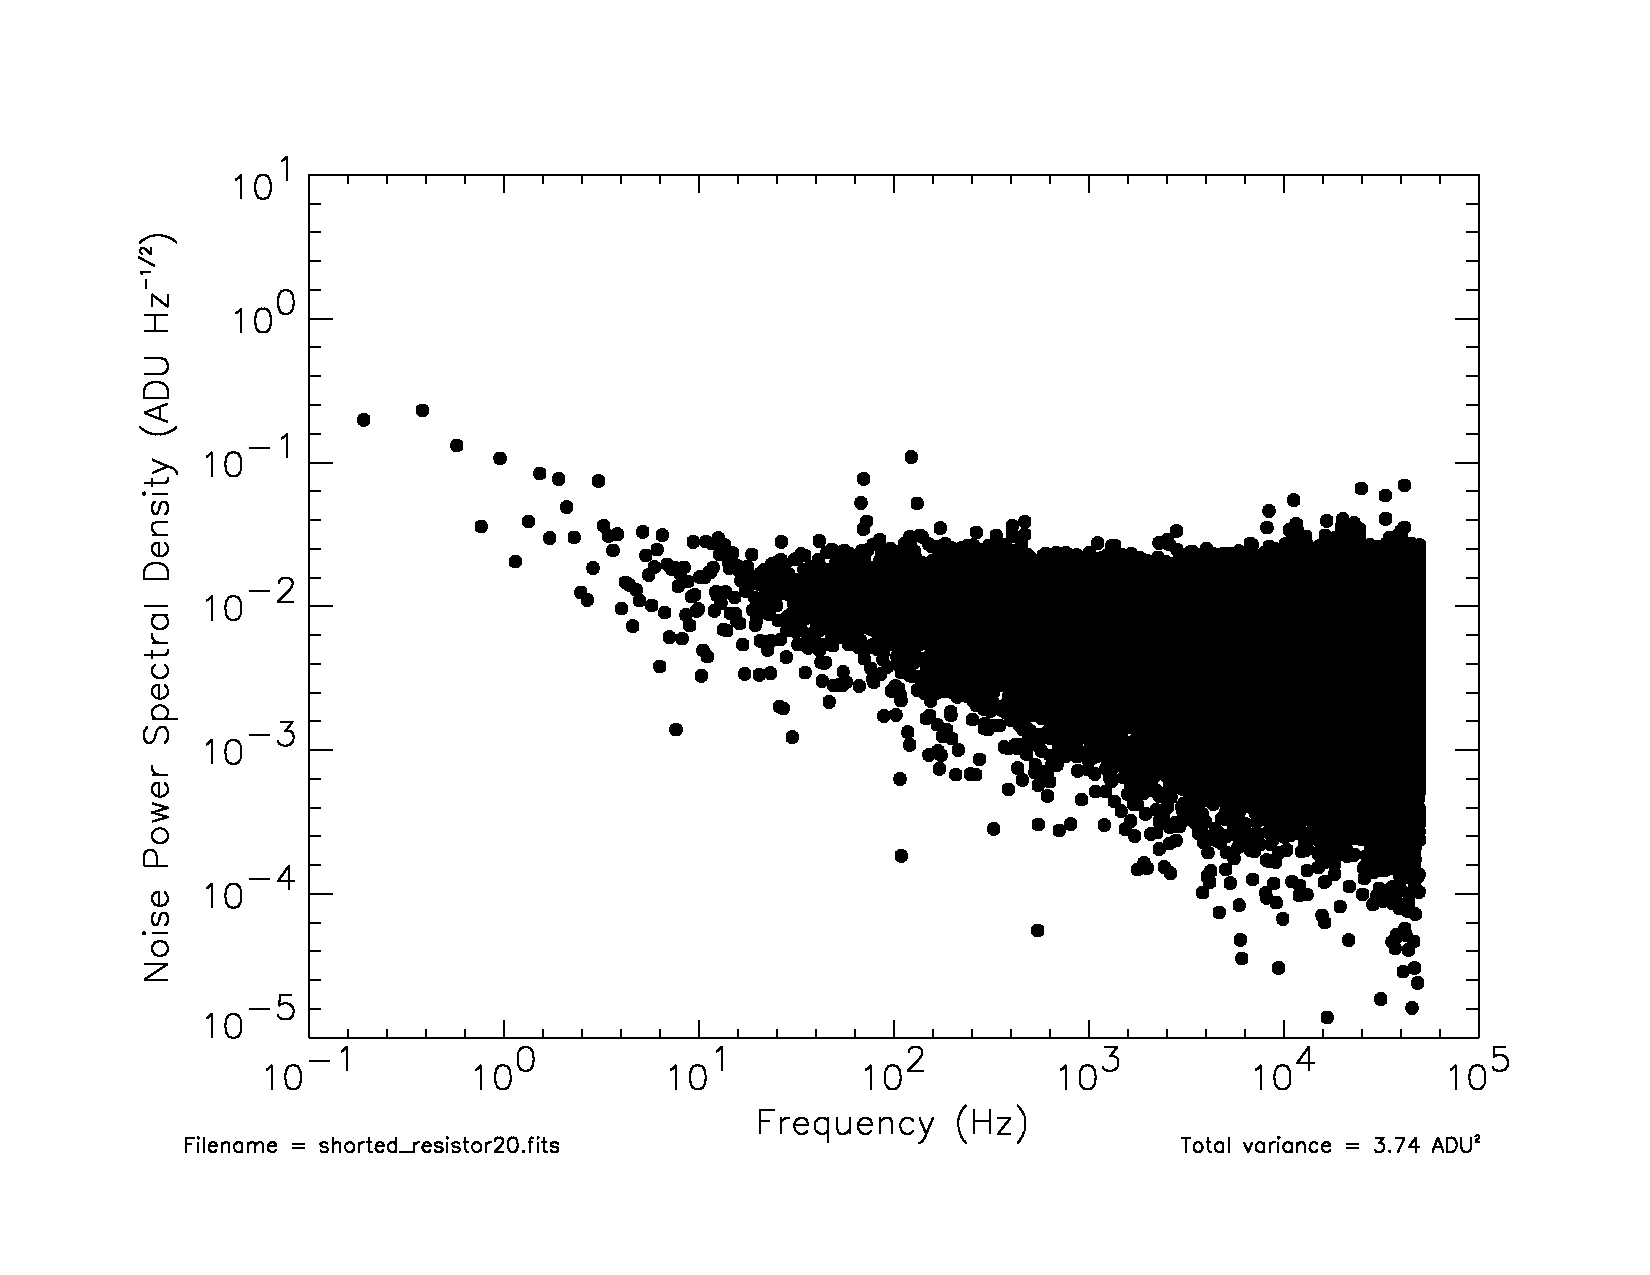 Noise Power Spectral Density (ADU Hz⁻¹/²)
10¹
10⁰
10⁻¹
10⁻²
10⁻³
10⁻⁴
10⁻⁵
10⁻¹ 10⁰ 10¹ 10² 10³ 10⁴ 10⁵
Frequency (Hz)
Filename = shorted_resistor20.fits
Total variance = 3.74 ADU²